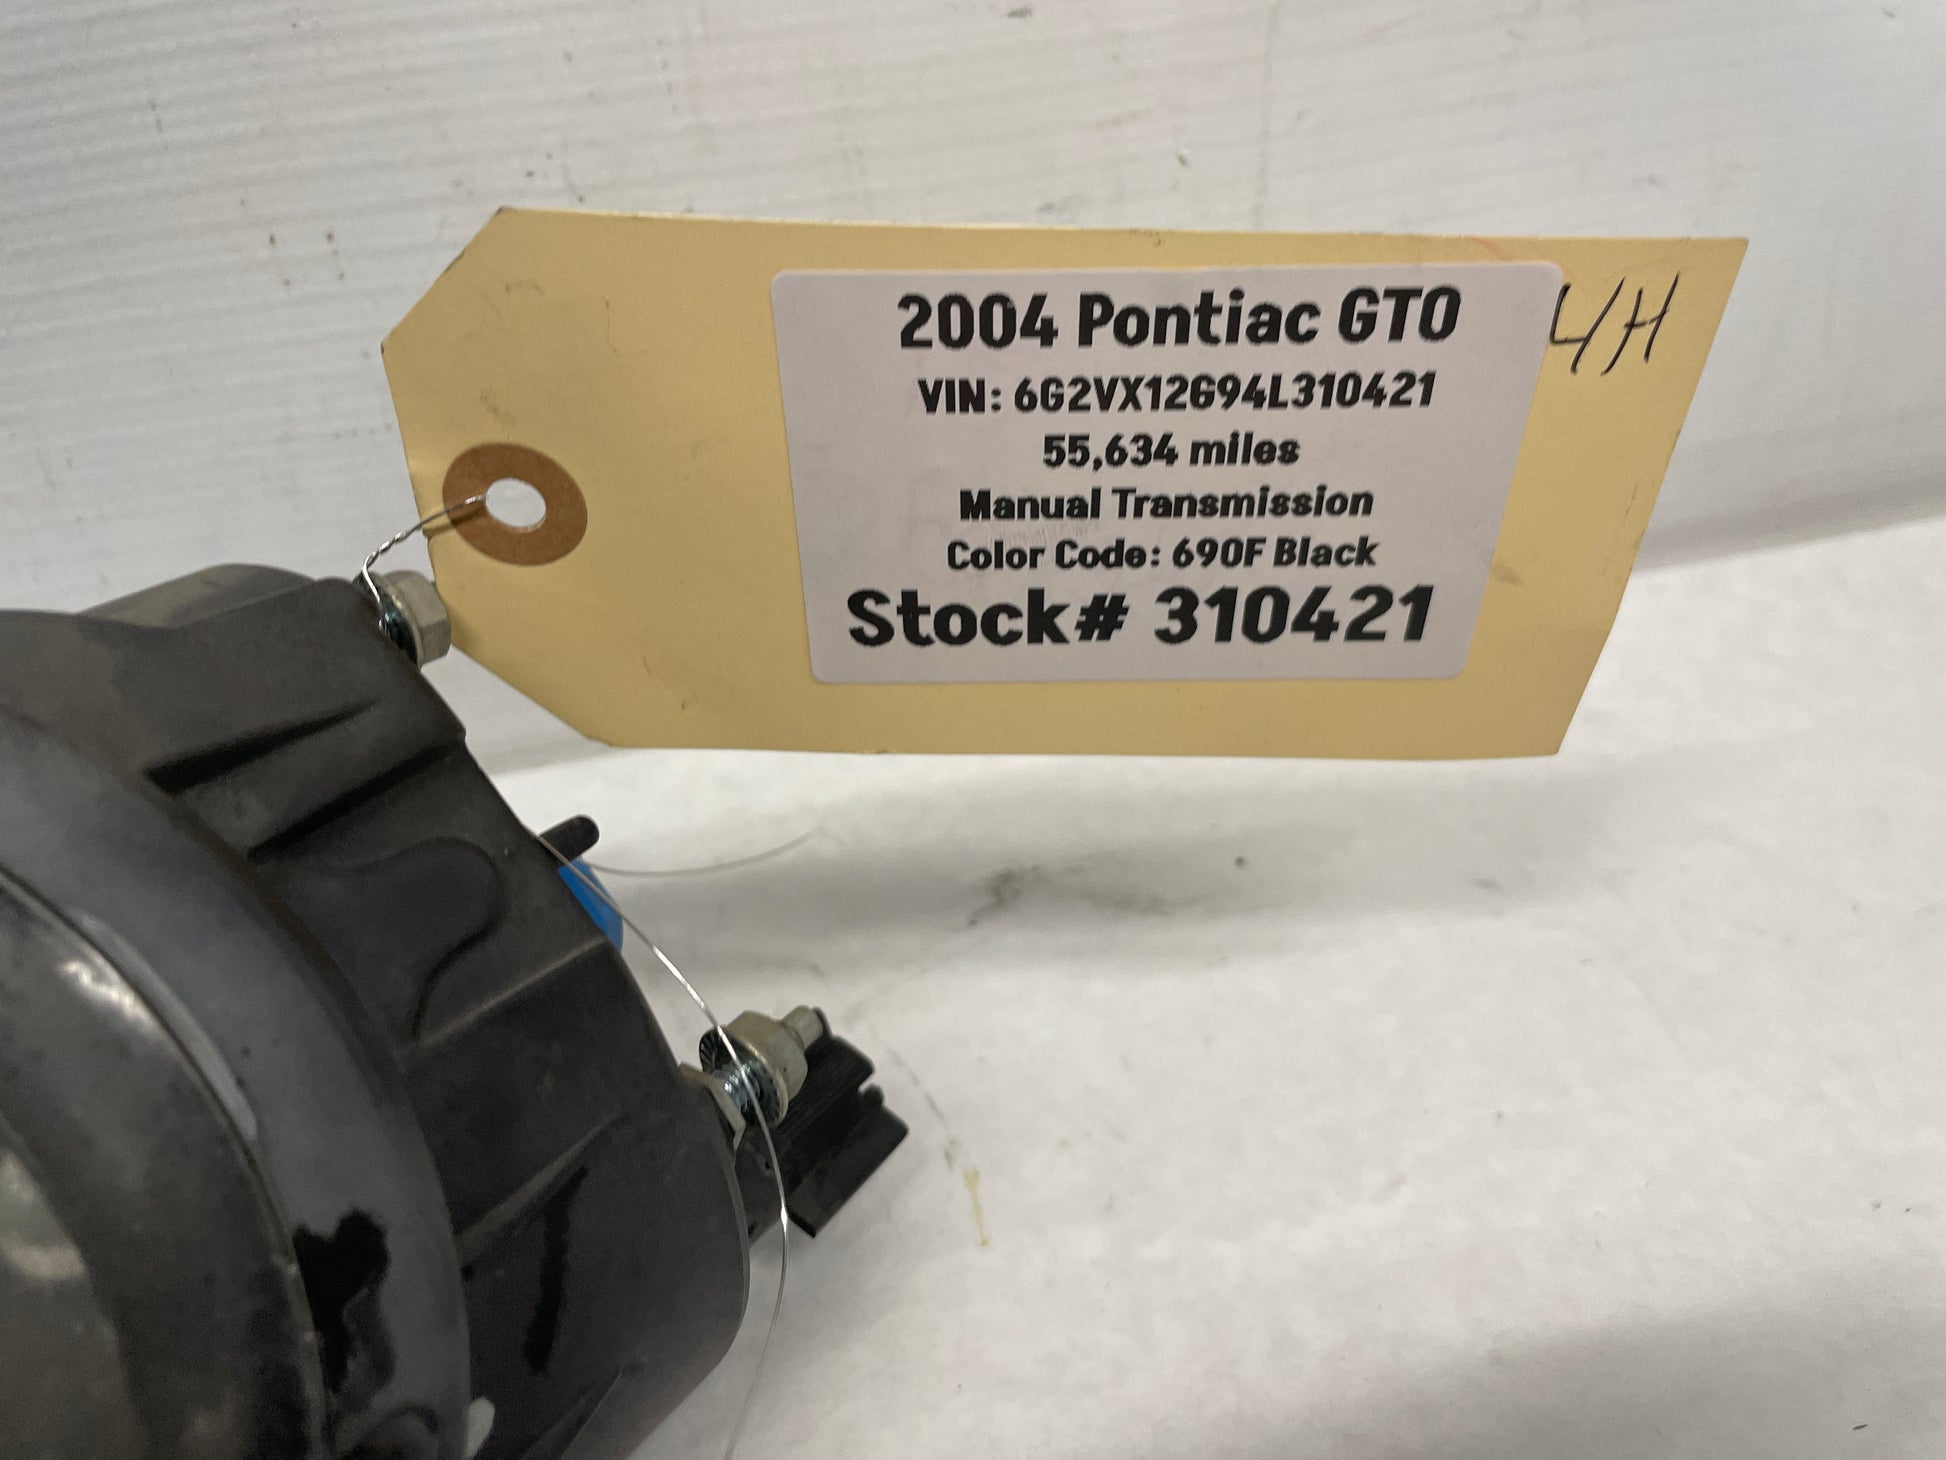 2004 Pontiac GTO
VIN: 6G2VX12G94L310421
55,634 miles
Manual Transmission
Color Code: 690F Black
Stock# 310421
4H